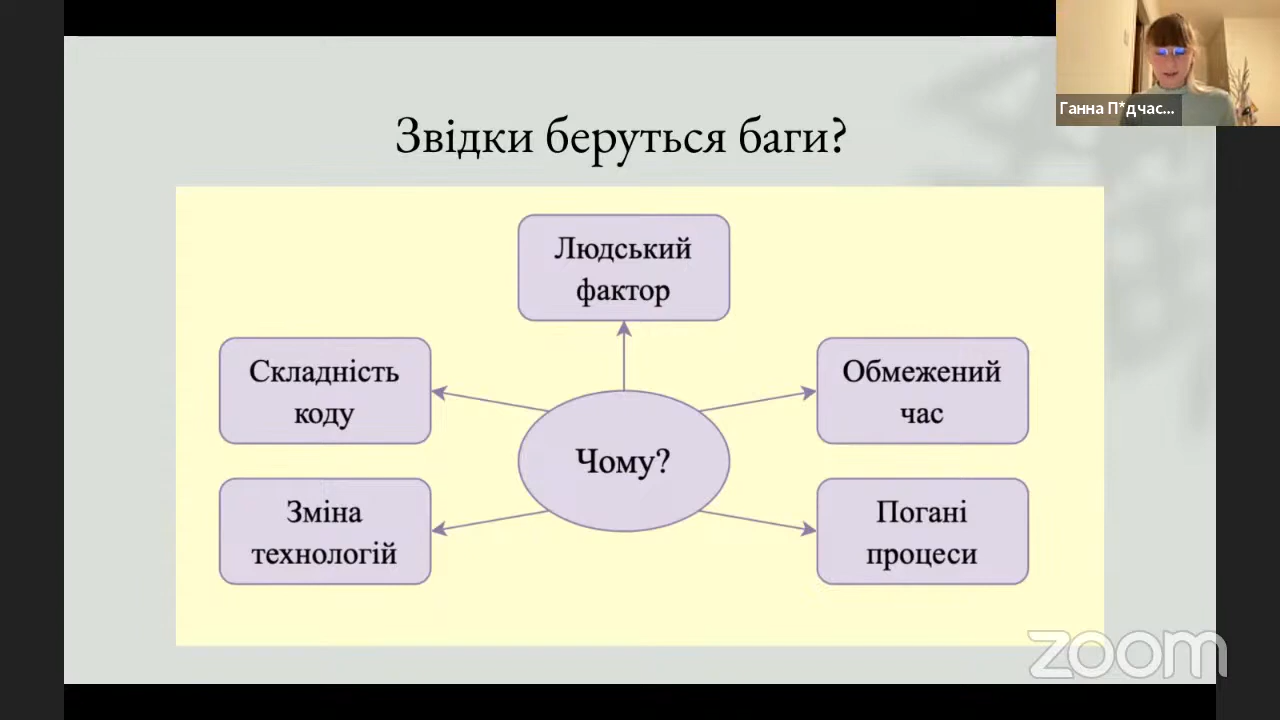 Звідки беруться баги?
Людський
фактор
Складність
коду
Обмежений
час
Чому?
Зміна
технологій
Погані
процеси
Ганна П*дчас...
zoom